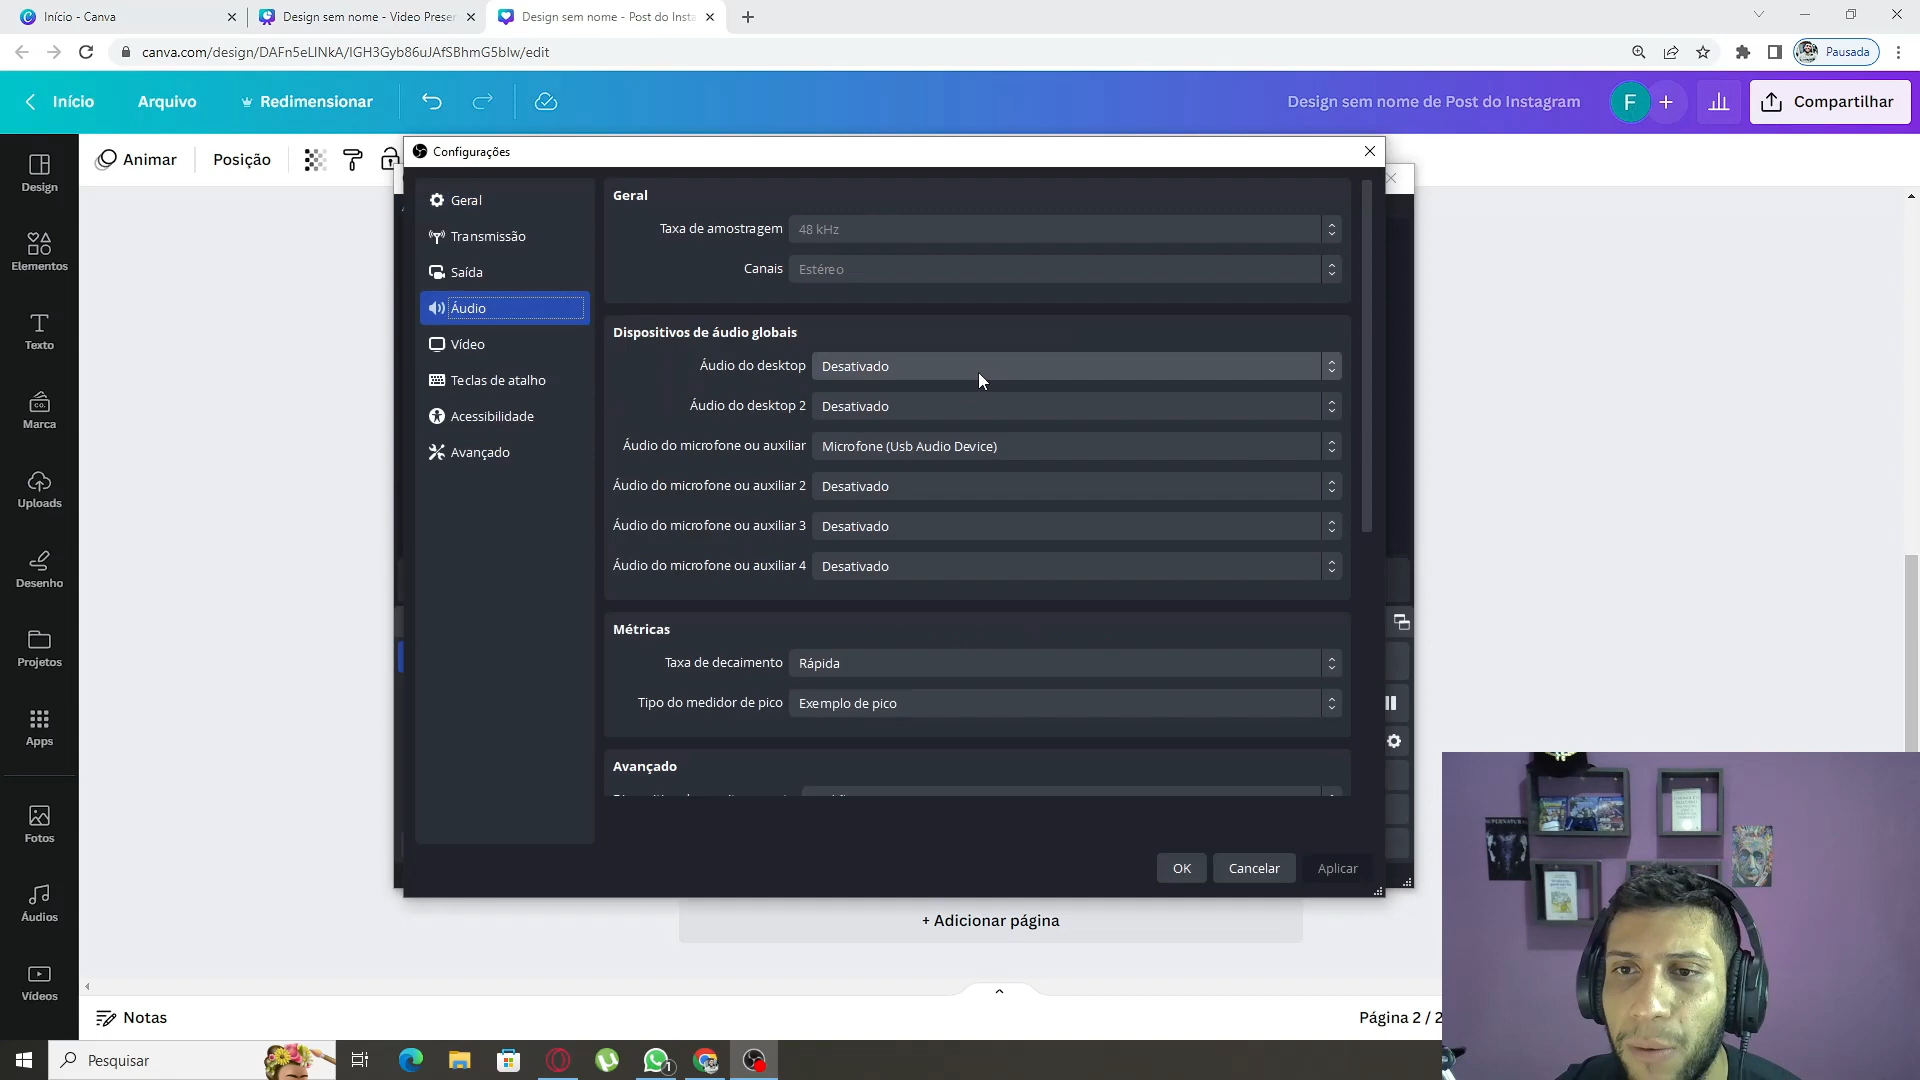 Início - Canva
Design sem nome - Video Preser
Design sem nome - Post do Insta
canva.com/design/DAFn5eLlNkA/IGH3Gyb86uJAfSBhmG5blw/edit
Pausada
Início
Arquivo
Redimensionar
Design sem nome de Post do Instagram
F
Compartilhar
Animar
Posição
Design
Elementos
Texto
Marca
Uploads
Desenho
Projetos
Apps
Fotos
Áudios
Vídeos
Configurações
Geral
Transmissão
Saída
Áudio
Vídeo
Teclas de atalho
Acessibilidade
Avançado
Geral
Taxa de amostragem 48 kHz
Canais Estéreo
Dispositivos de áudio globais
Áudio do desktop Desativado
Áudio do desktop 2 Desativado
Áudio do microfone ou auxiliar Microfone (Usb Audio Device)
Áudio do microfone ou auxiliar 2 Desativado
Áudio do microfone ou auxiliar 3 Desativado
Áudio do microfone ou auxiliar 4 Desativado
Métricas
Taxa de decaimento Rápida
Tipo do medidor de pico Exemplo de pico
Avançado
OK
Cancelar
Aplicar
+ Adicionar página
Notas
Página 2 / 2
Pesquisar
1